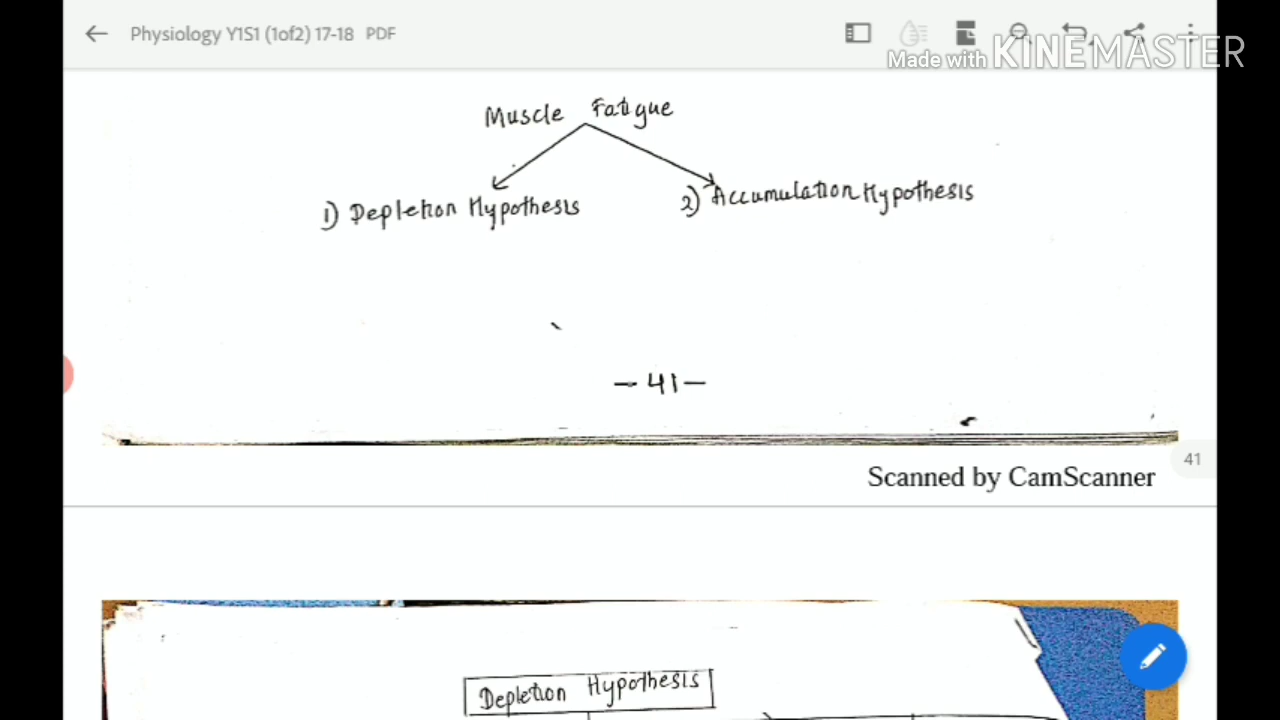 Physiology Y1S1 (1of2) 17-18 PDF
Made with KINEMASTER
Muscle Fatigue
1) Depletion Hypothesis
2) Accumulation Hypothesis
- 41 -
41
Scanned by CamScanner
Depletion Hypothesis